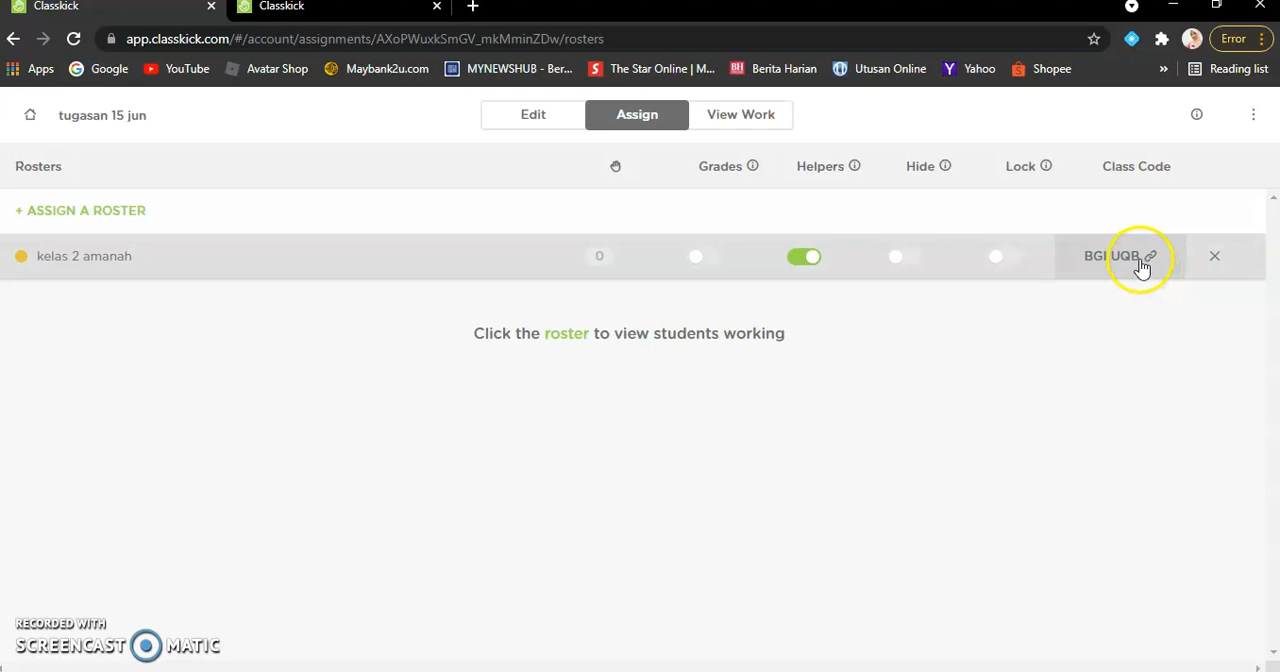 Classkick
Classkick
app.classkick.com/#/account/assignments/AXoPWuxkSmGV_mkMminZDw/rosters
Error
Apps Google YouTube Avatar Shop Maybank2u.com MYNEWSHUB - Ber... The Star Online | M... Berita Harian Utusan Online Yahoo Shopee » Reading list
tugasan 15 jun Edit Assign View Work
Rosters Grades Helpers Hide Lock Class Code
+ ASSIGN A ROSTER
kelas 2 amanah 0
Click the roster to view students working
RECORDED WITH
SCREENCAST MATIC